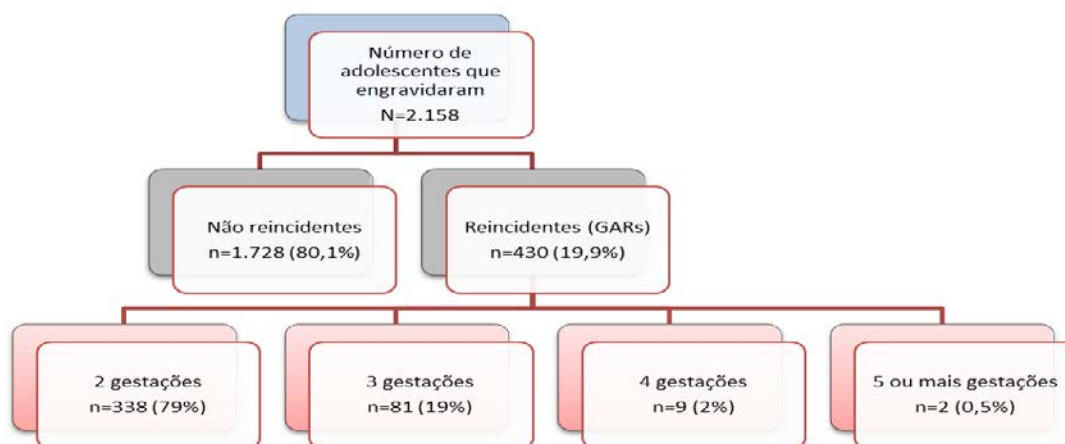 Número de
adolescentes que
engravidaram
N=2.158
Não reincidentes
n=1.728 (80,1%)
Reincidentes (GARs)
n=430 (19,9%)
2 gestações
n=338 (79%)
3 gestações
n=81 (19%)
4 gestações
n=9 (2%)
5 ou mais gestações
n=2 (0,5%)